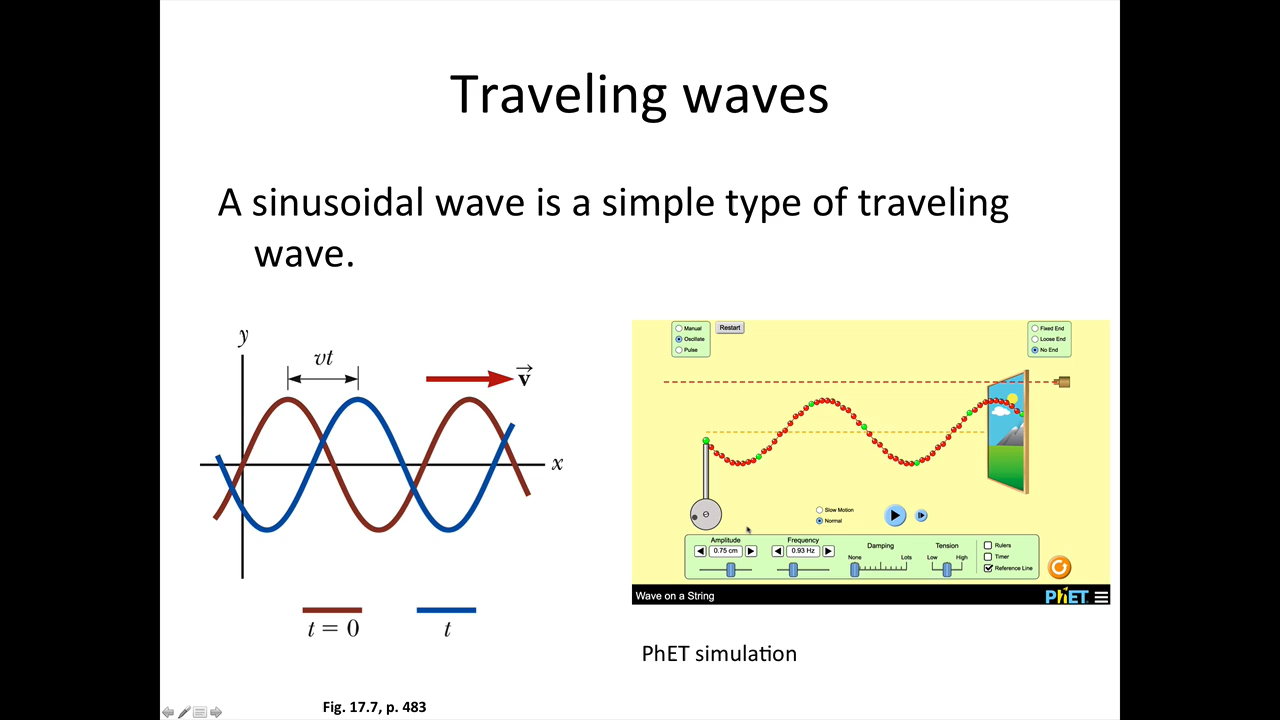 Traveling waves
A sinusoidal wave is a simple type of traveling
wave.
y
vt
v
x
t = 0
t
Fig. 17.7, p. 483
Manual
Oscillate
Pulse
Restart
Fixed End
Loose End
No End
Slow Motion
Normal
Amplitude
0.75 cm
Frequency
0.93 Hz
Damping
None Lots
Tension
Low High
Rulers
Timer
Reference Line
Wave on a String
PhET
PhET simulation